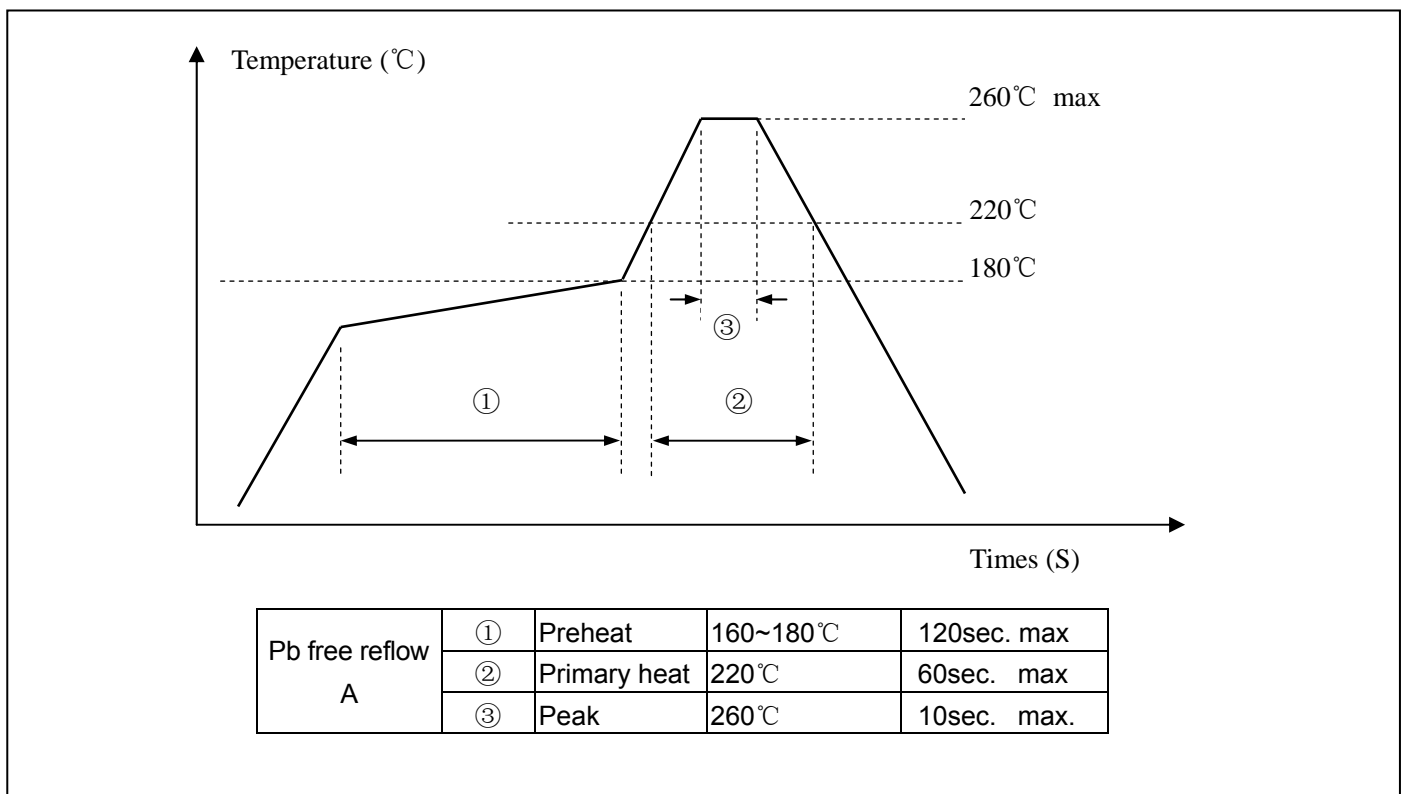 Temperature (℃)
260℃ max
220℃
180℃
③
① ②
Times (S)
Pb free reflow A
① Preheat 160~180℃ 120sec. max
② Primary heat 220℃ 60sec. max
③ Peak 260℃ 10sec. max.